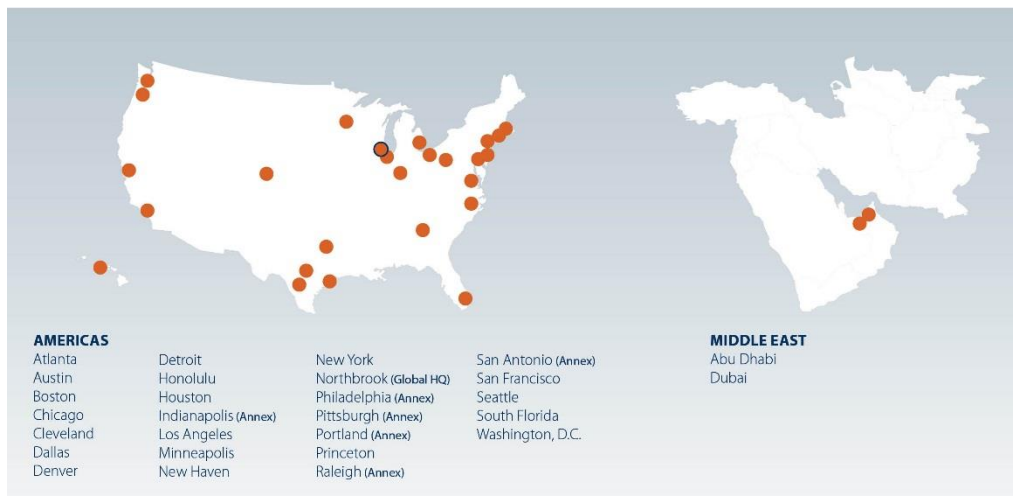 AMERICAS
Atlanta
Austin
Boston
Chicago
Cleveland
Dallas
Denver
Detroit
Honolulu
Houston
Indianapolis (Annex)
Los Angeles
Minneapolis
New Haven
New York
Northbrook (Global HQ)
Philadelphia (Annex)
Pittsburgh (Annex)
Portland (Annex)
Princeton
Raleigh (Annex)
San Antonio (Annex)
San Francisco
Seattle
South Florida
Washington, D.C.
MIDDLE EAST
Abu Dhabi
Dubai